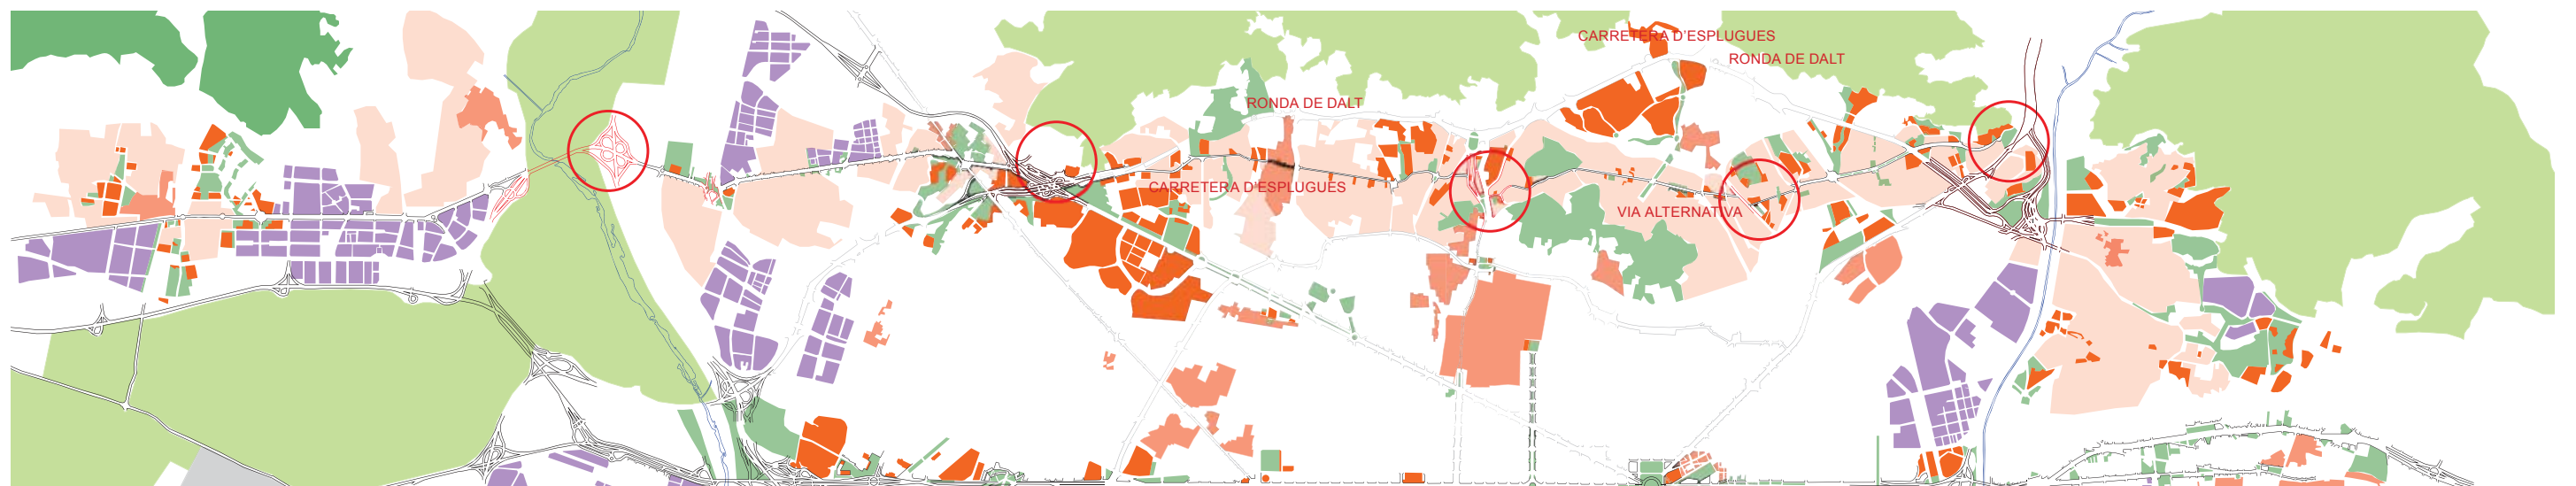 CARRETERA D'ESPLUGUES
RONDA DE DALT
RONDA DE DALT
CARRETERA D'ESPLUGUES
VIA ALTERNATIVA